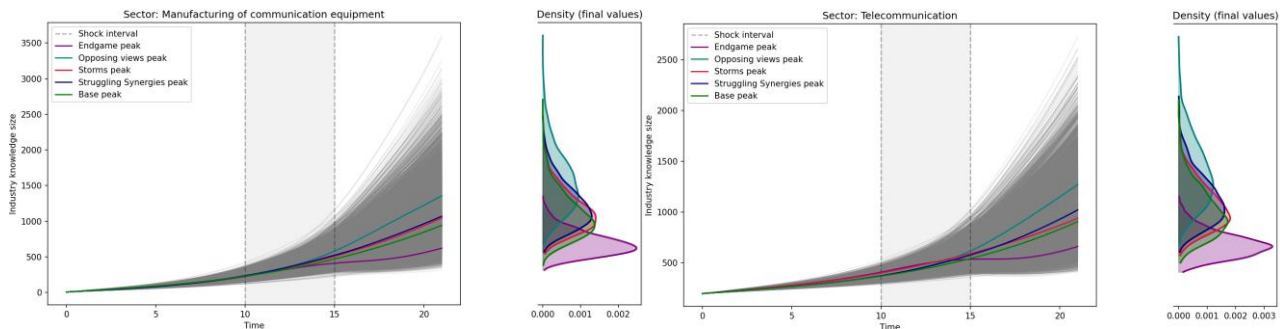 Sector: Manufacturing of communication equipment
3500
3000
2500
2000
1500
1000
500
0
Industry knowledge size
Shock interval
Endgame peak
Opposing views peak
Storms peak
Struggling Synergies peak
Base peak
0 5 10 15 20
Time
Density (final values)
0.000 0.001 0.002
Sector: Telecommunication
2500
2000
1500
1000
500
Industry knowledge size
Shock interval
Endgame peak
Opposing views peak
Storms peak
Struggling Synergies peak
Base peak
0 5 10 15 20
Time
Density (final values)
0.000 0.001 0.002 0.003